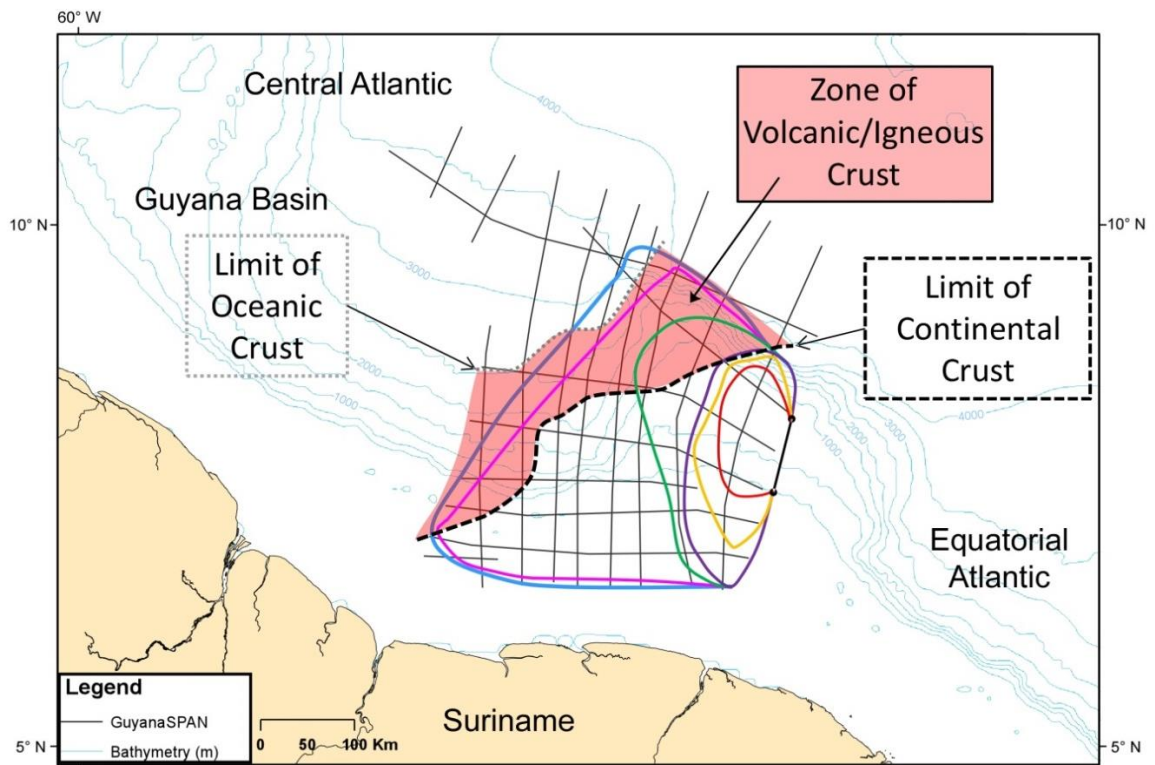 60° W
Central Atlantic
4000
Zone of
Volcanic/Igneous
Crust
Guyana Basin
10° N
10° N
Limit of
Oceanic
Crust
3000
Limit of
Continental
Crust
2000
1000
4000
1000
2000
3000
Equatorial
Atlantic
Legend
GuyanaSPAN
Bathymetry (m)
0 50 100 Km
Suriname
5° N
5° N